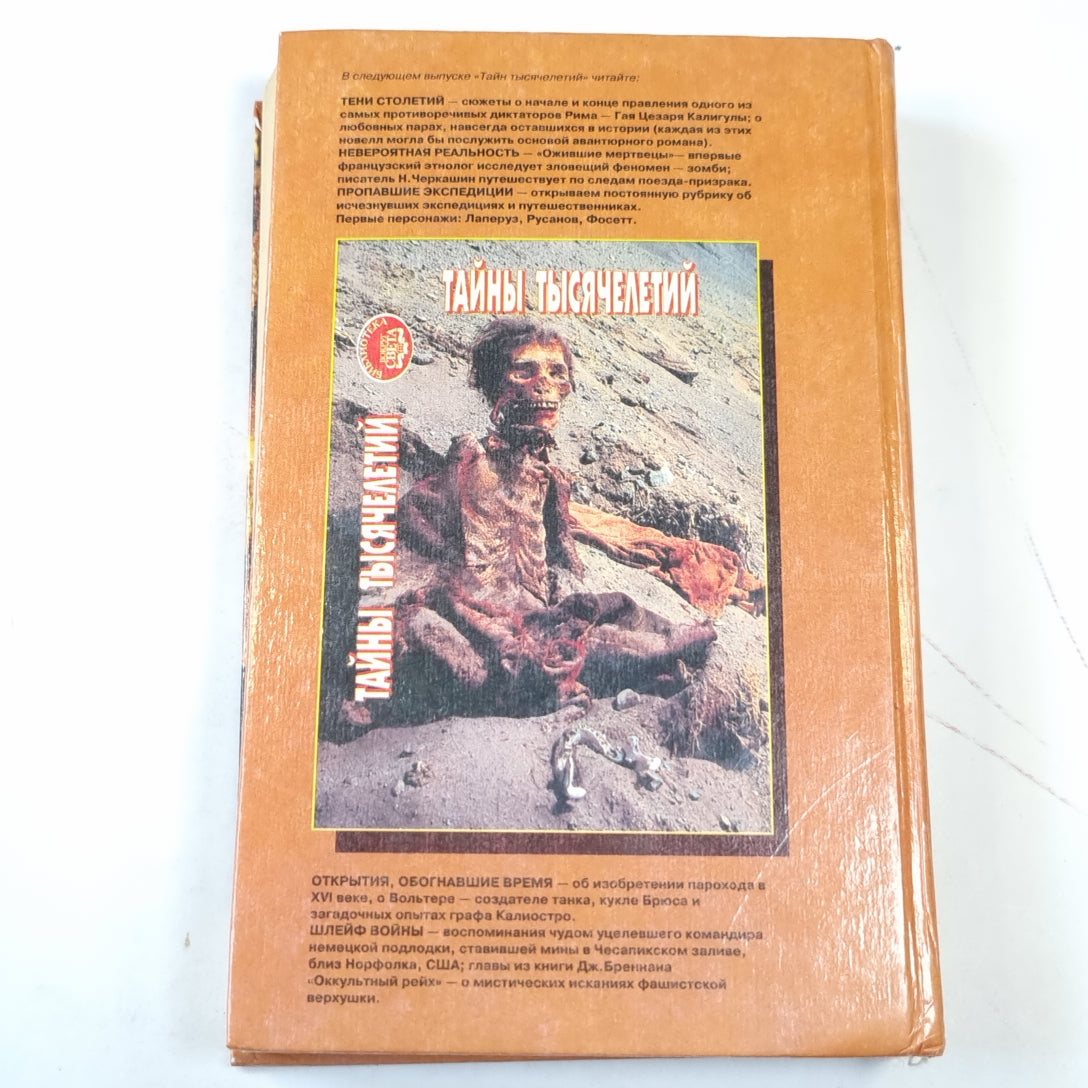 В следующем выпуске «Тайн тысячелетий» читайте:
ТЕНИ СТОЛЕТИЙ — сюжеты о начале и конце правления одного из
самых противоречивых диктаторов Рима — Гая Цезаря Калигулы; о
любовных парах, навсегда оставшихся в истории (каждая из этих
новелл могла бы послужить основой авантюрного романа).
НЕВЕРОЯТНАЯ РЕАЛЬНОСТЬ — «Ожившие мертвецы» — впервые
французский этнолог исследует зловещий феномен — зомби;
писатель Н.Черкашин путешествует по следам поезда-призрака.
ПРОПАВШИЕ ЭКСПЕДИЦИИ — открываем постоянную рубрику об
исчезнувших экспедициях и путешественниках.
Первые персонажи: Лаперуз, Русанов, Фосетт.
ТАЙНЫ ТЫСЯЧЕЛЕТИЙ
БИБЛИОТЕКА
ВОКРУГ
СВЕТА
ТАЙНЫ ТЫСЯЧЕЛЕТИЙ
ОТКРЫТИЯ, ОБОГНАВШИЕ ВРЕМЯ — об изобретении парохода в
XVI веке, о Вольтере — создателе танка, кукле Брюса и
загадочных опытах графа Калиостро.
ШЛЕЙФ ВОЙНЫ — воспоминания чудом уцелевшего командира
немецкой подлодки, ставившей мины в Чесапикском заливе,
близ Норфолка, США; главы из книги Дж.Бреннана
«Оккультный рейх» — о мистических исканиях фашистской
верхушки.